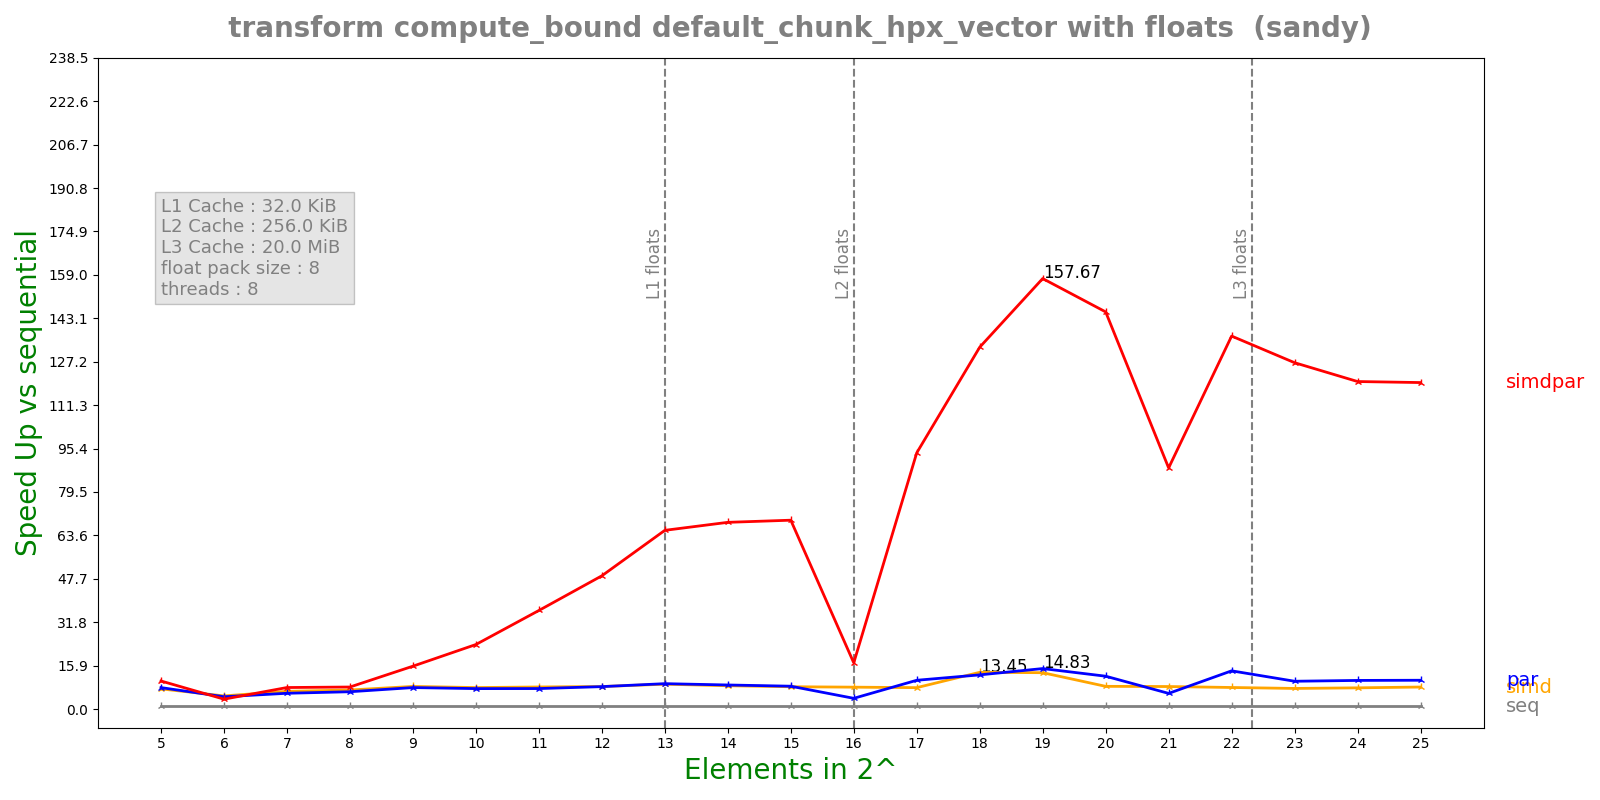 transform compute_bound default_chunk_hpx_vector with floats (sandy)
238.5
222.6
206.7
190.8
174.9
159.0
143.1
127.2
111.3
95.4
79.5
63.6
47.7
31.8
15.9
0.0
Speed Up vs sequential
L1 Cache : 32.0 KiB
L2 Cache : 256.0 KiB
L3 Cache : 20.0 MiB
float pack size : 8
threads : 8
L1 floats
L2 floats
L3 floats
157.67
13.45
14.83
simdpar
par
simd
seq
5 6 7 8 9 10 11 12 13 14 15 16 17 18 19 20 21 22 23 24 25
Elements in 2^